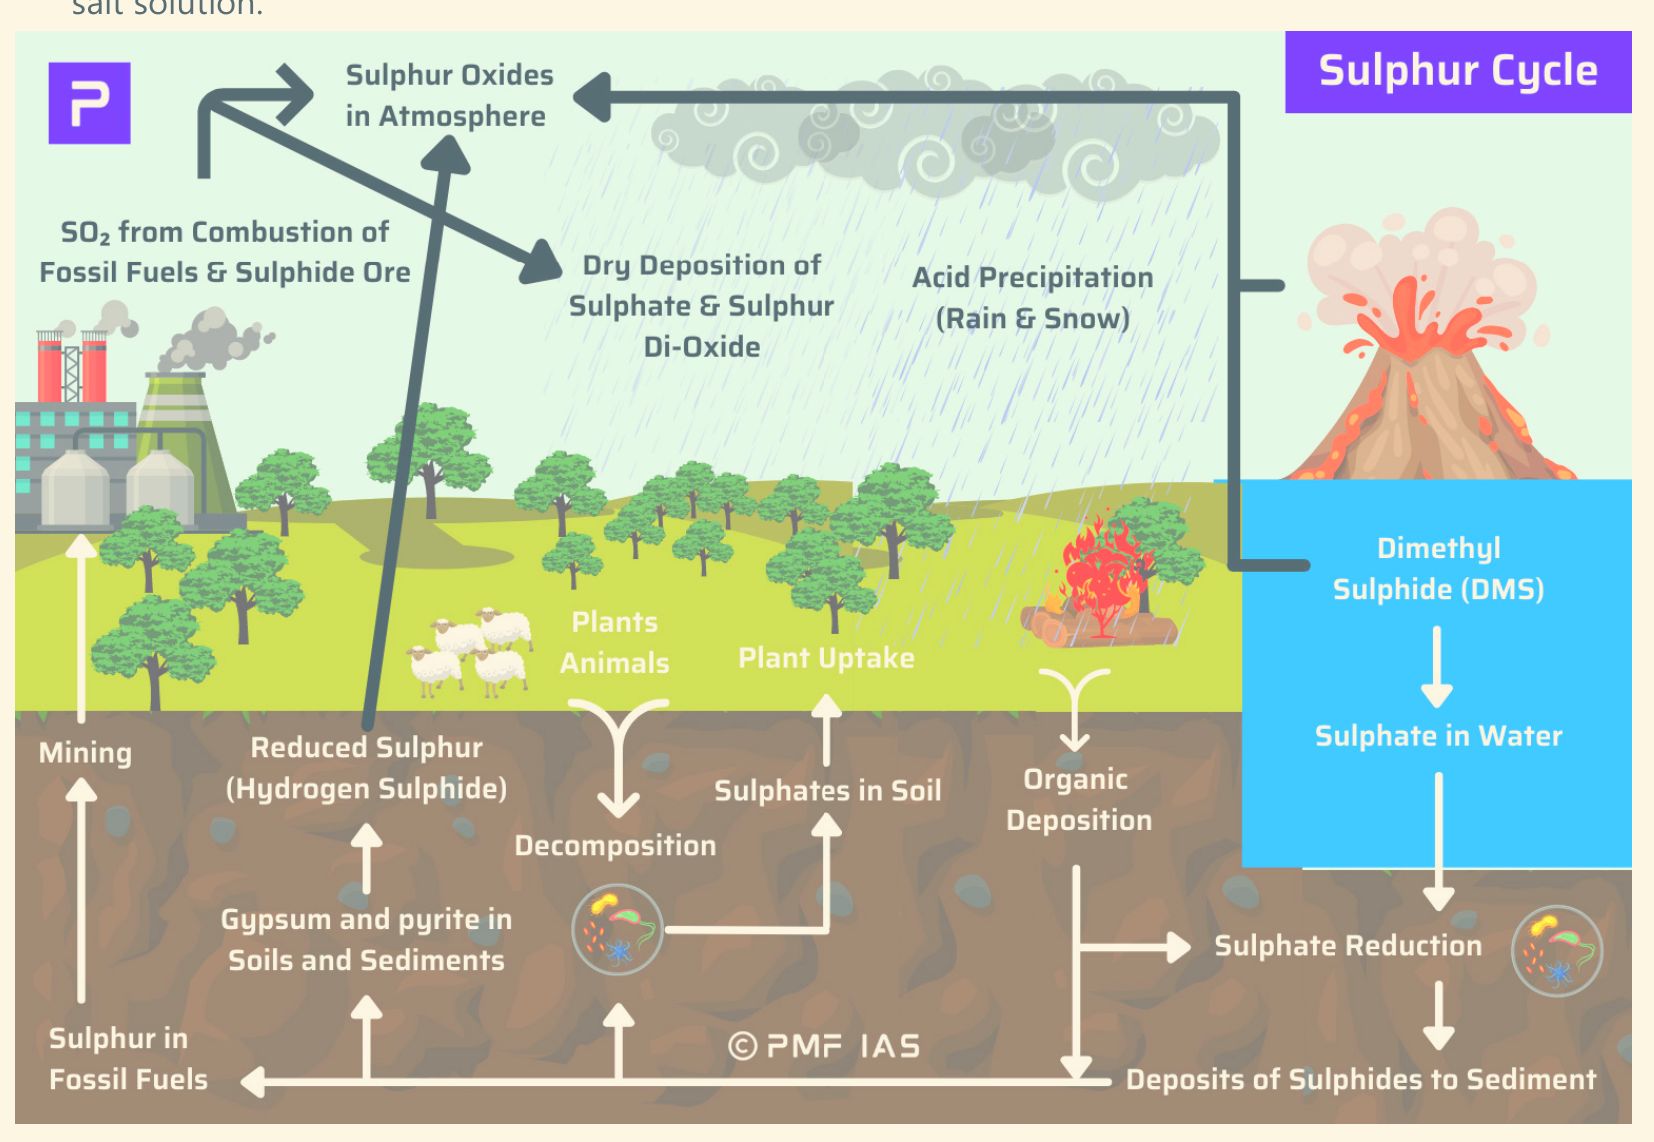 salt solution.
P
Sulphur Cycle
Sulphur Oxides
in Atmosphere
SO₂ from Combustion of
Fossil Fuels & Sulphide Ore
Dry Deposition of
Sulphate & Sulphur
Di-Oxide
Acid Precipitation
(Rain & Snow)
Dimethyl
Sulphide (DMS)
Plants
Animals
Plant Uptake
Sulphate in Water
Mining
Reduced Sulphur
(Hydrogen Sulphide)
Sulphates in Soil
Organic
Deposition
Decomposition
Gypsum and pyrite in
Soils and Sediments
Sulphate Reduction
Sulphur in
Fossil Fuels
© PMF IAS
Deposits of Sulphides to Sediment